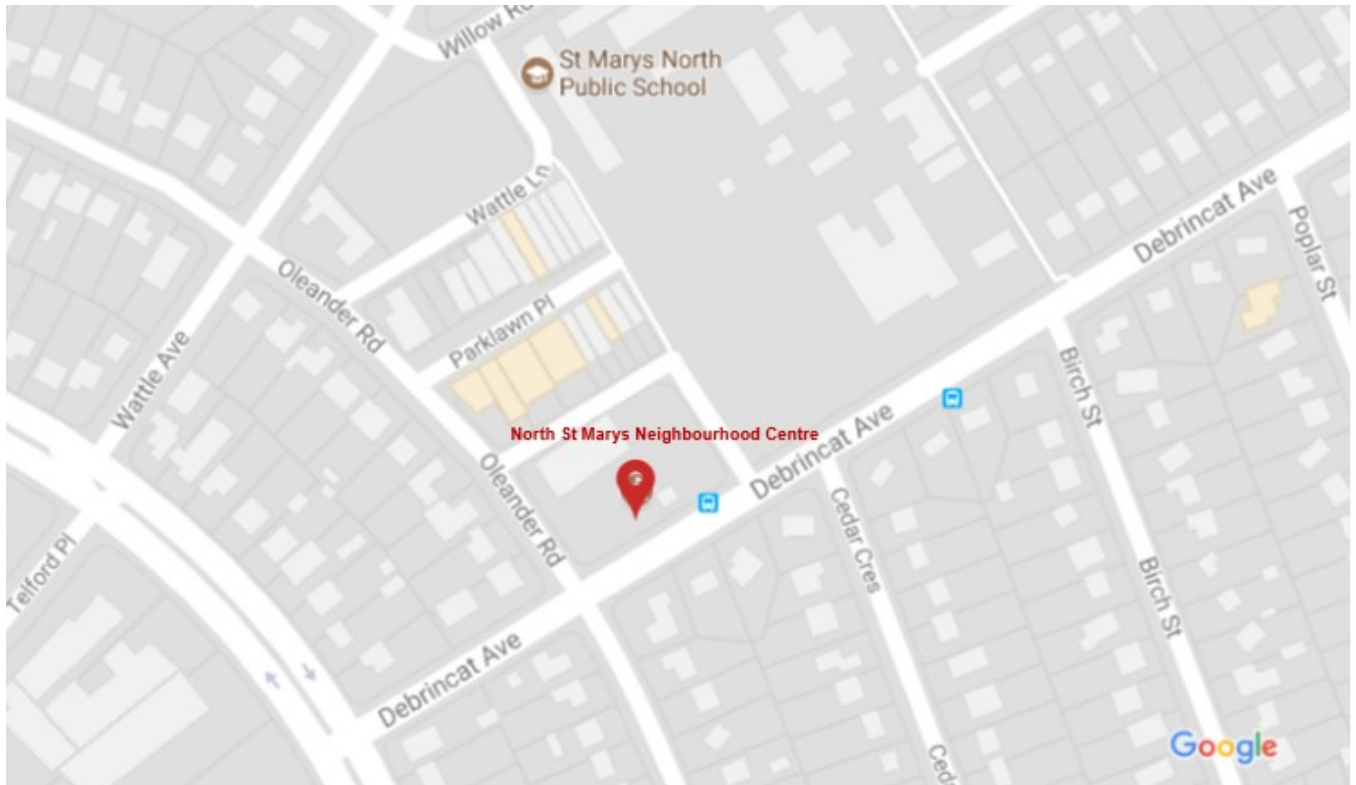 Willow Rd
St Marys North
Public School
Debrincat Ave
Poplar St
Wattle Ln
Oleander Rd
Parklawn Pl
Wattle Ave
Birch St
North St Marys Neighbourhood Centre
Debrincat Ave
Oleander Rd
Cedar Cres
Birch St
Telford Pl
Debrincat Ave
Ceda
Google